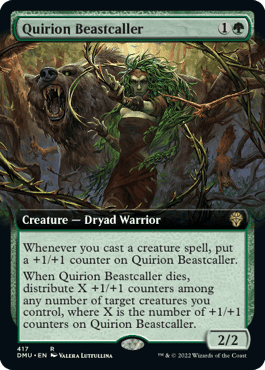 Quirion Beastcaller 1
Creature — Dryad Warrior
Whenever you cast a creature spell, put
a +1/+1 counter on Quirion Beastcaller.
When Quirion Beastcaller dies,
distribute X +1/+1 counters among
any number of target creatures you
control, where X is the number of +1/+1
counters on Quirion Beastcaller.
2/2
417 R
DMU • EN VALERA LUTFULLINA
™ & © 2022 Wizards of the Coast